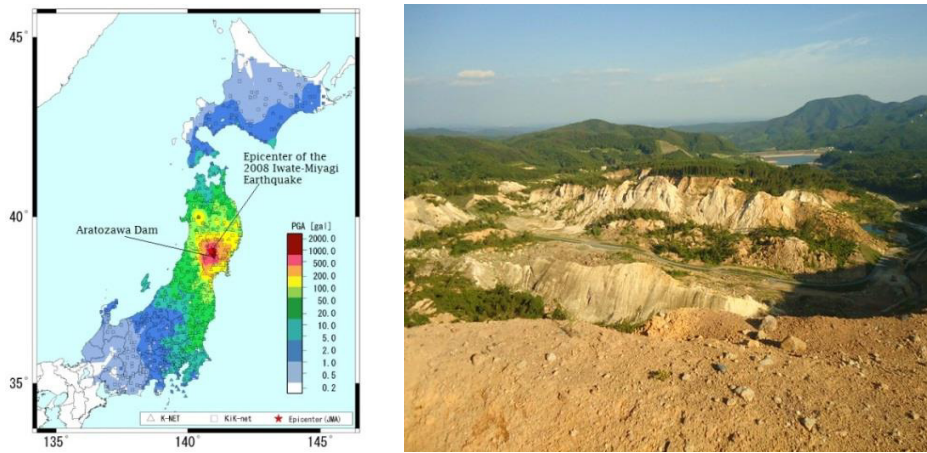 45°
Epicenter of the
2008 Iwate-Miyagi
Earthquake
40°
PGA [gal]
Aratozawa Dam
2000.0
1000.0
500.0
200.0
100.0
50.0
20.0
10.0
5.0
2.0
1.0
0.5
0.2
35°
K-NET
KiK-net
Epicenter(JMA)
135°
140°
145°